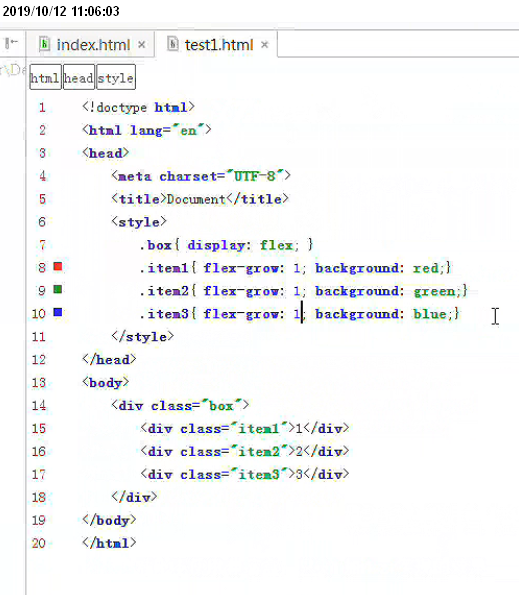 2019/10/12 11:06:03
index.html × test1.html ×
html head style
1 <!doctype html>
2 <html lang="en">
3 <head>
4 <meta charset="UTF-8">
5 <title>Document</title>
6 <style>
7 .box{ display: flex; }
8 .item1{ flex-grow: 1; background: red;}
9 .item2{ flex-grow: 1; background: green;}
10 .item3{ flex-grow: 1; background: blue;}
11 </style>
12 </head>
13 <body>
14 <div class="box">
15 <div class="item1">1</div>
16 <div class="item2">2</div>
17 <div class="item3">3</div>
18 </div>
19 </body>
20 </html>